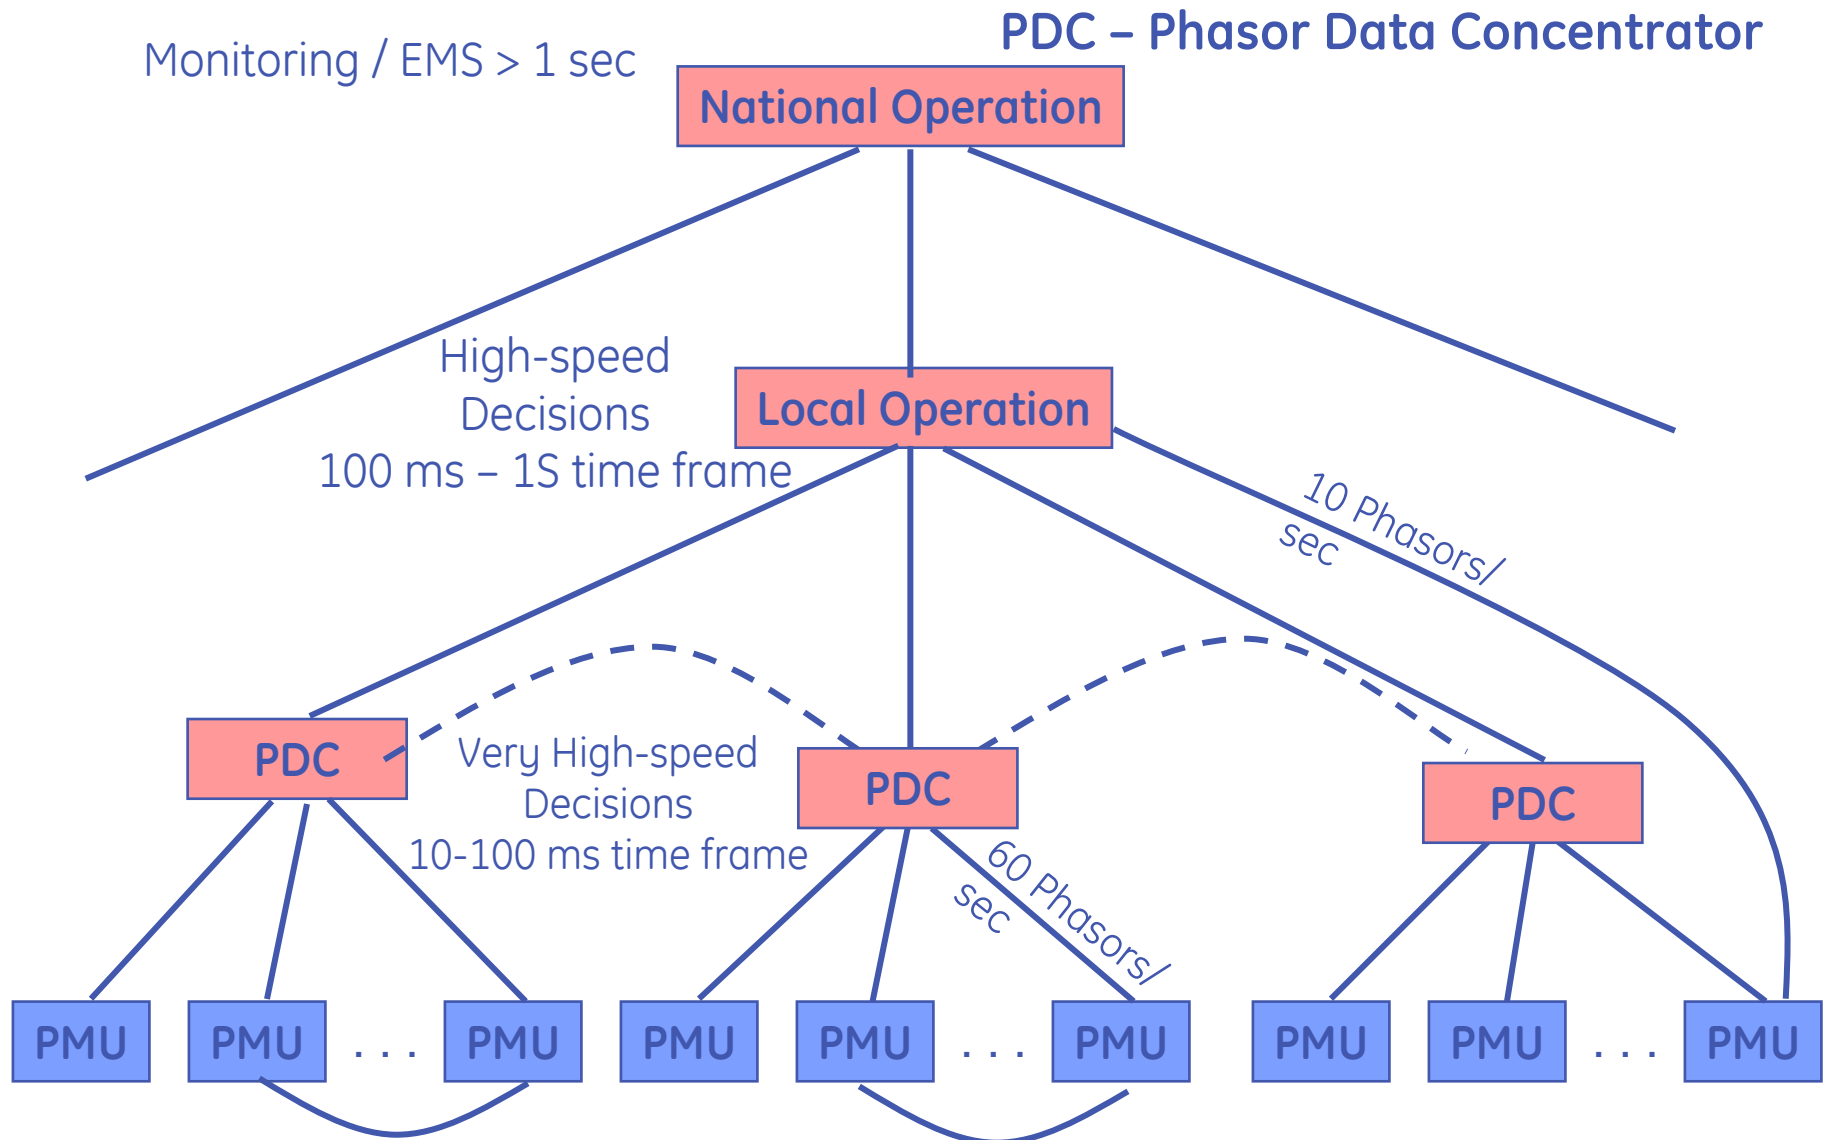 PDC – Phasor Data Concentrator
Monitoring / EMS > 1 sec
National Operation
High-speed
Decisions
100 ms – 1S time frame
Local Operation
10 Phasors/
sec
PDC
Very High-speed
Decisions
10-100 ms time frame
PDC
PDC
60 Phasors/
sec
PMU PMU . . . PMU PMU PMU . . . PMU PMU PMU . . . PMU